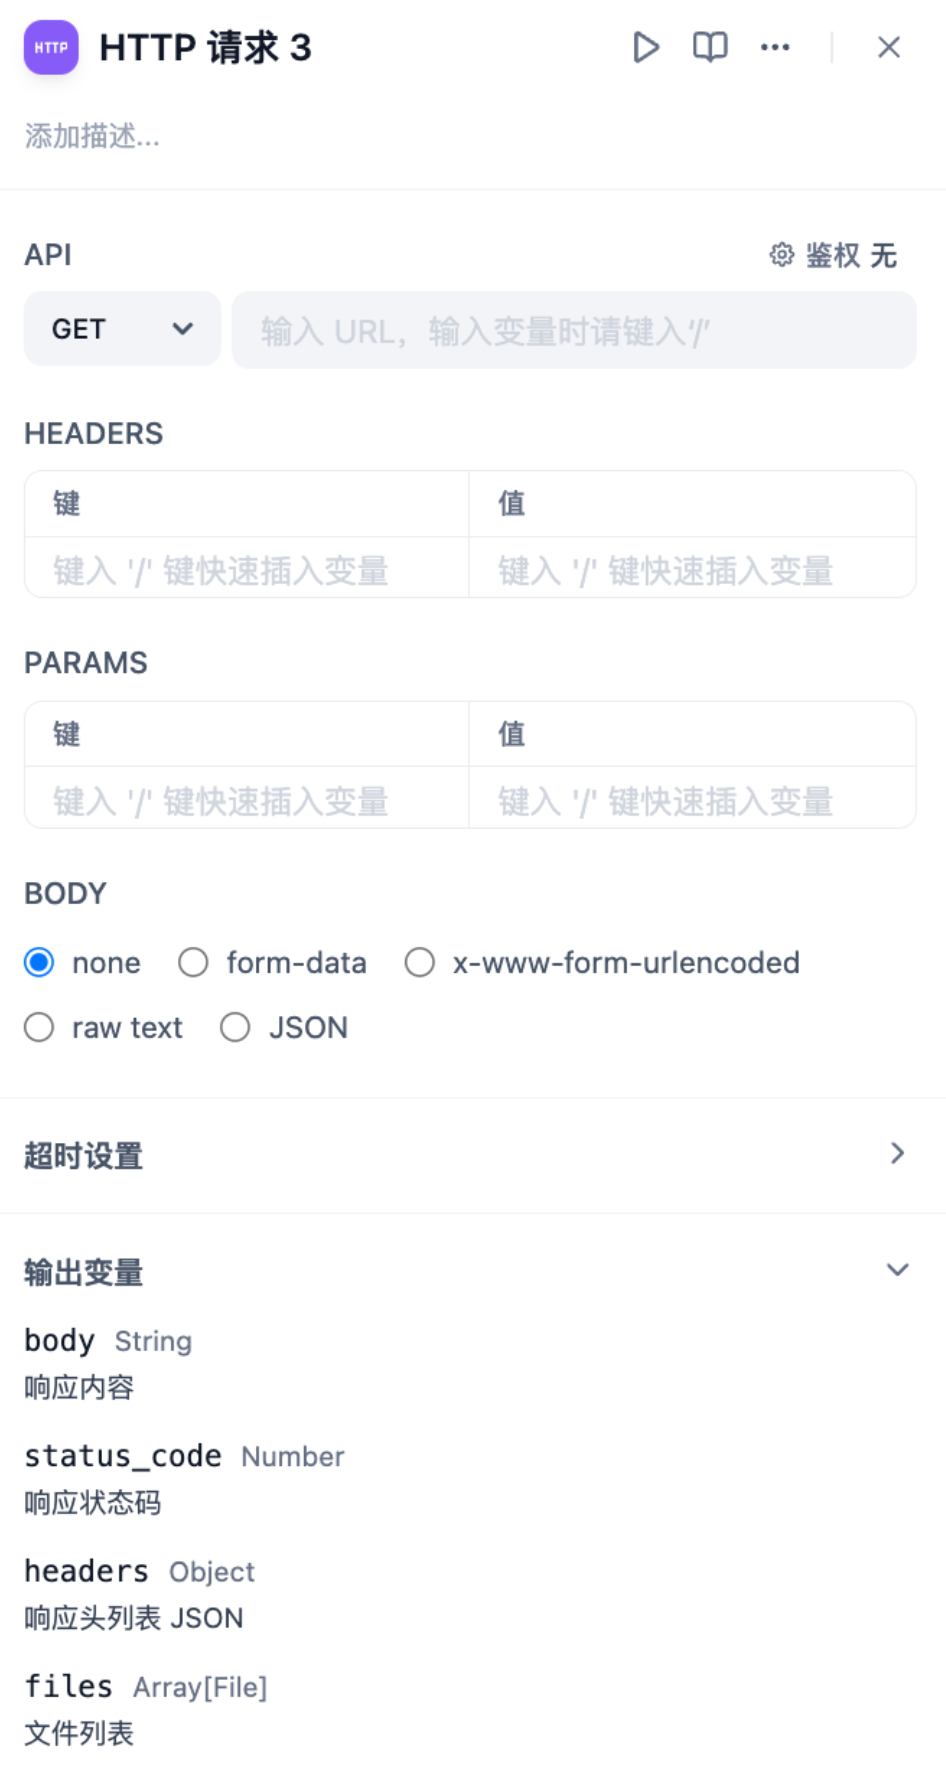 HTTP HTTP 请求 3
添加描述...
API 鉴权 无
GET 输入 URL，输入变量时请键入‘/’
HEADERS
键 值
键入 '/' 键快速插入变量 键入 '/' 键快速插入变量
PARAMS
键 值
键入 '/' 键快速插入变量 键入 '/' 键快速插入变量
BODY
none form-data x-www-form-urlencoded
raw text JSON
超时设置
输出变量
body String
响应内容
status_code Number
响应状态码
headers Object
响应头列表 JSON
files Array[File]
文件列表